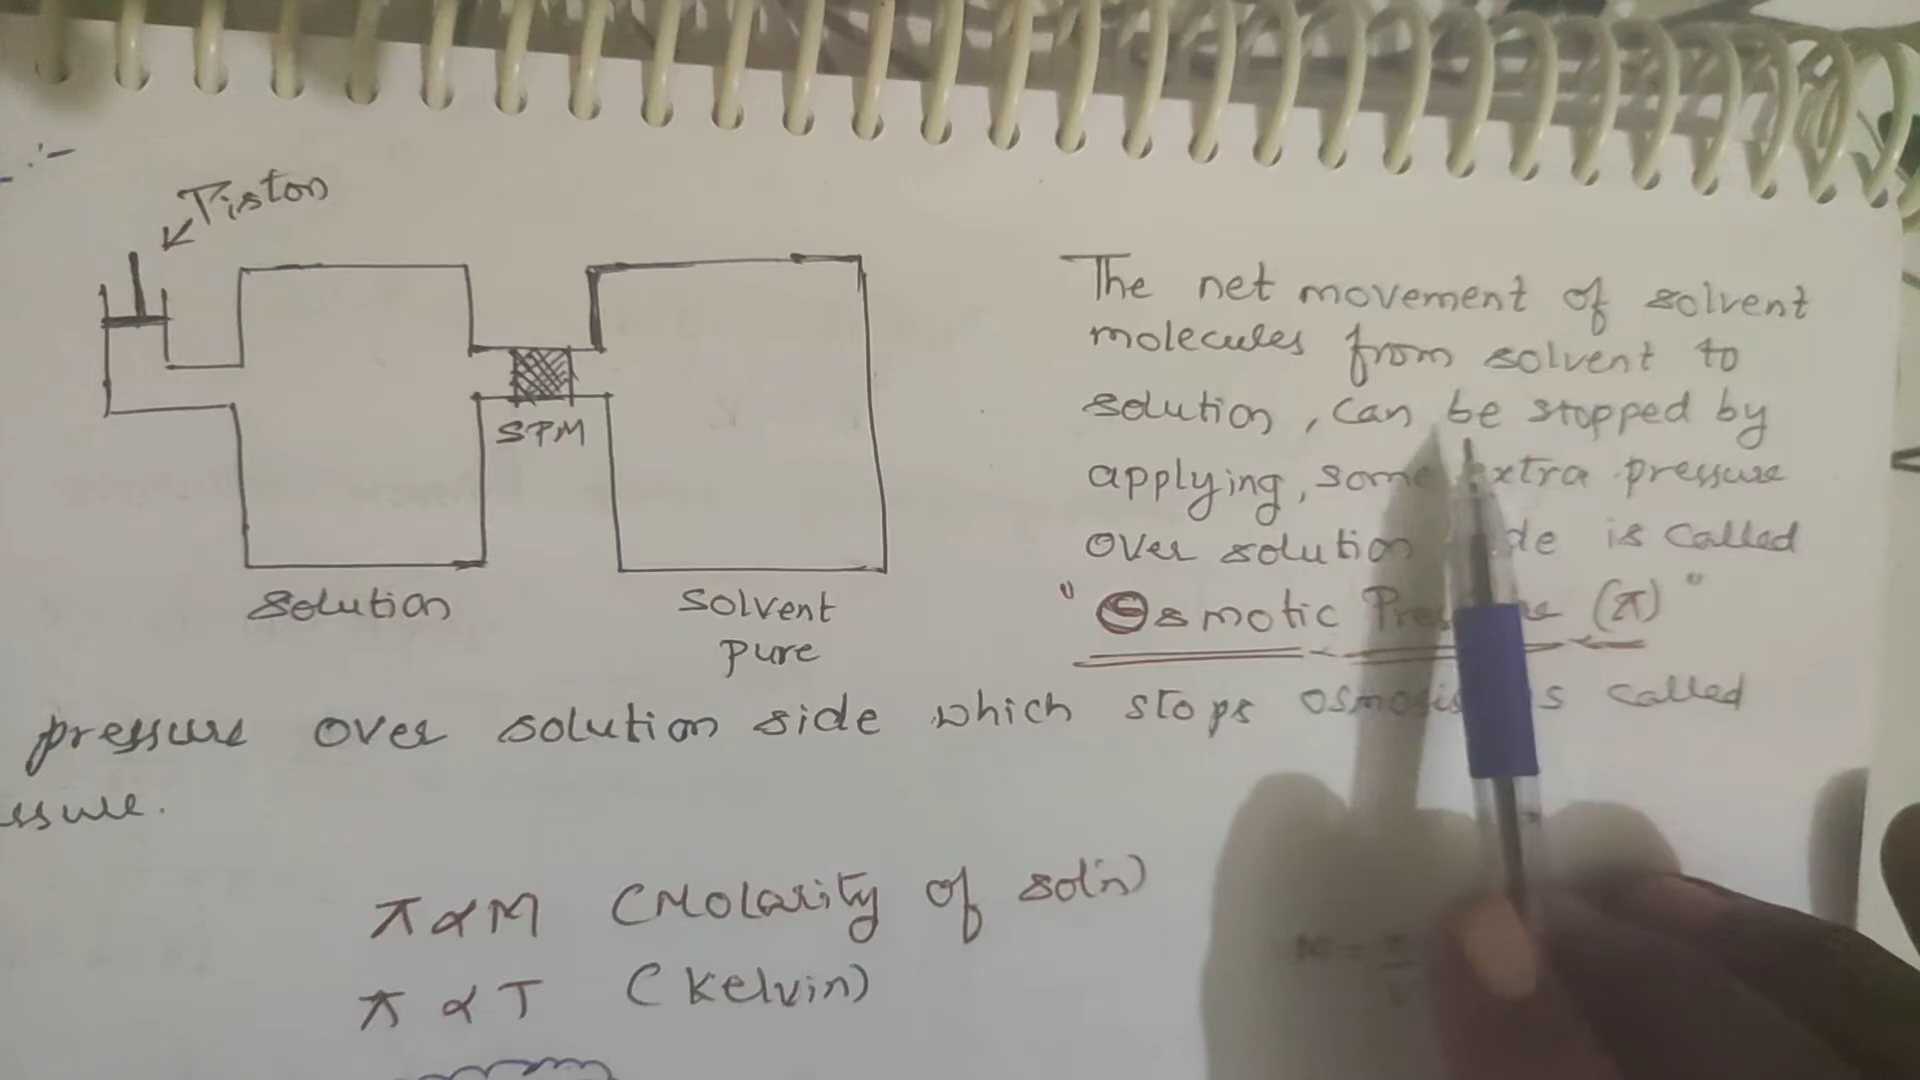 Piston
SPM
Solution
Solvent
pure
The net movement of solvent
molecules from solvent to
solution, can be stopped by
applying, some extra pressure
over solution is called
"Osmotic (π)"
pressure over solution side which stops osmosis called
π ∝ M (Molarity of soln)
π ∝ T (Kelvin)